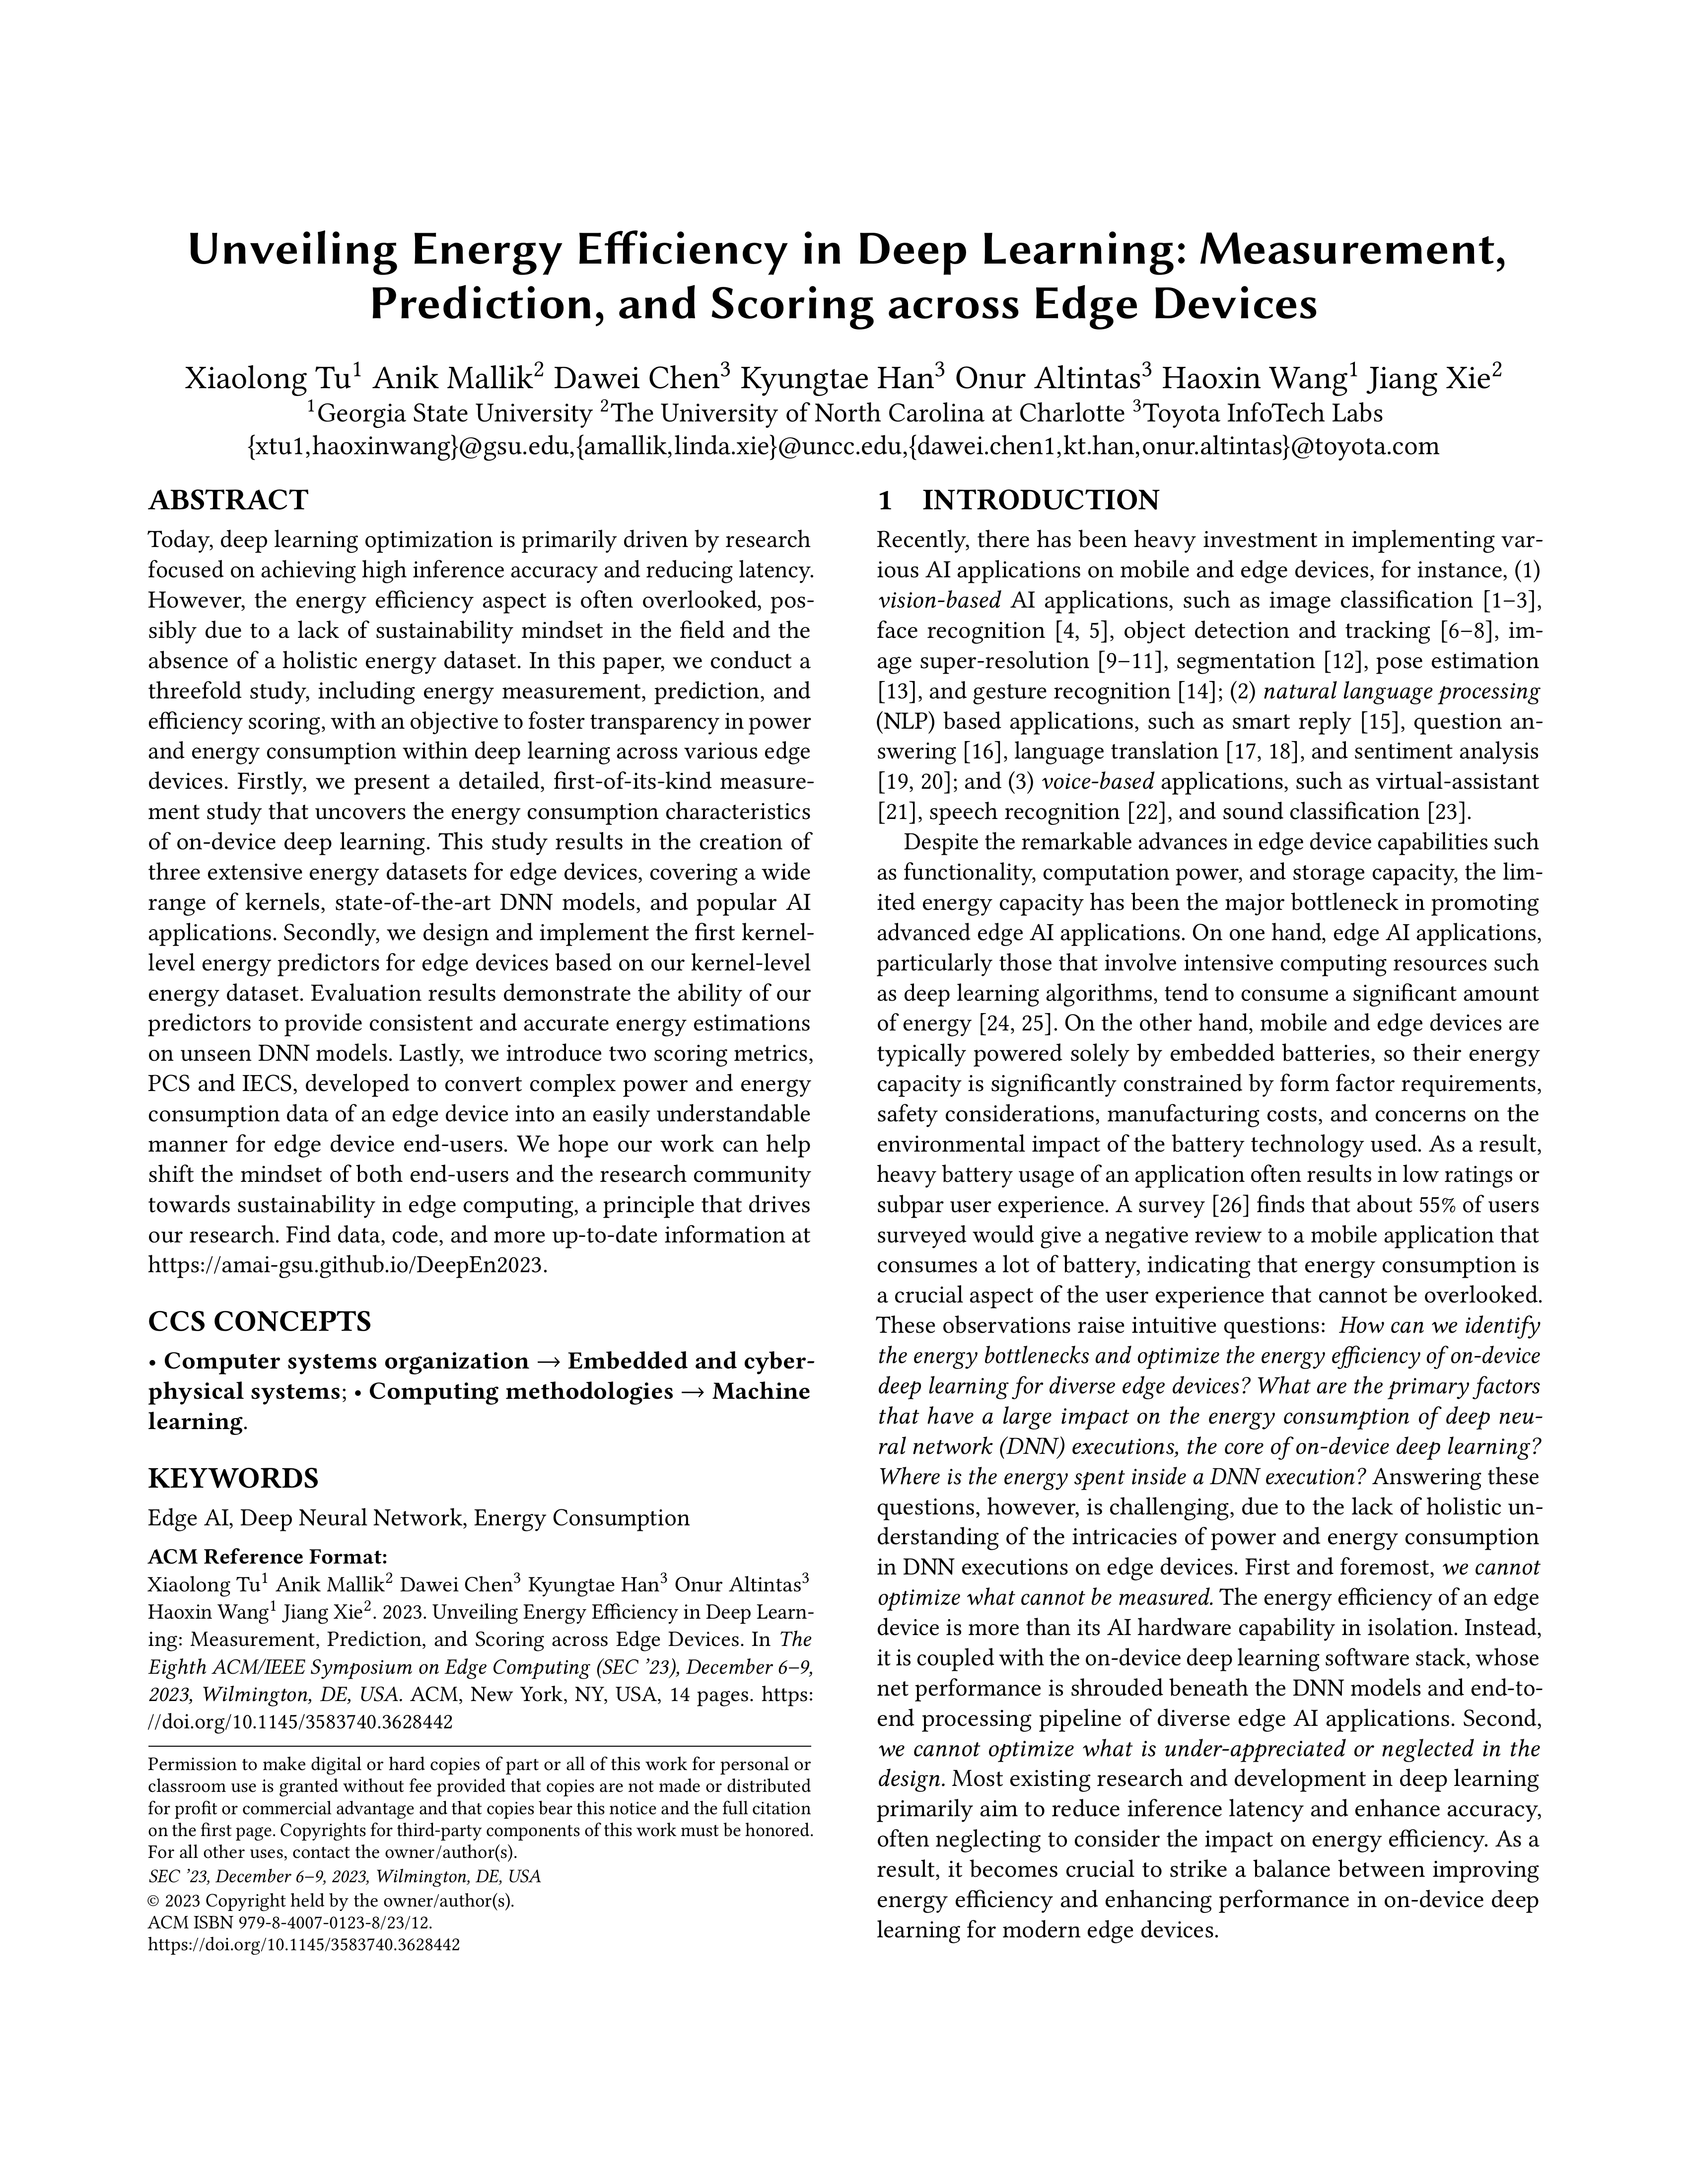 Unveiling Energy Efficiency in Deep Learning: Measurement,
Prediction, and Scoring across Edge Devices
Xiaolong Tu1 Anik Mallik2 Dawei Chen3 Kyungtae Han3 Onur Altintas3 Haoxin Wang1 Jiang Xie2
1Georgia State University 2The University of North Carolina at Charlotte 3Toyota InfoTech Labs
{xtu1,haoxinwang}@gsu.edu,{amallik,linda.xie}@uncc.edu,{dawei.chen1,kt.han,onur.altintas}@toyota.com
ABSTRACT
Today, deep learning optimization is primarily driven by research
focused on achieving high inference accuracy and reducing latency.
However, the energy efficiency aspect is often overlooked, pos-
sibly due to a lack of sustainability mindset in the field and the
absence of a holistic energy dataset. In this paper, we conduct a
threefold study, including energy measurement, prediction, and
efficiency scoring, with an objective to foster transparency in power
and energy consumption within deep learning across various edge
devices. Firstly, we present a detailed, first-of-its-kind measure-
ment study that uncovers the energy consumption characteristics
of on-device deep learning. This study results in the creation of
three extensive energy datasets for edge devices, covering a wide
range of kernels, state-of-the-art DNN models, and popular AI
applications. Secondly, we design and implement the first kernel-
level energy predictors for edge devices based on our kernel-level
energy dataset. Evaluation results demonstrate the ability of our
predictors to provide consistent and accurate energy estimations
on unseen DNN models. Lastly, we introduce two scoring metrics,
PCS and IECS, developed to convert complex power and energy
consumption data of an edge device into an easily understandable
manner for edge device end-users. We hope our work can help
shift the mindset of both end-users and the research community
towards sustainability in edge computing, a principle that drives
our research. Find data, code, and more up-to-date information at
https://amai-gsu.github.io/DeepEn2023.
CCS CONCEPTS
• Computer systems organization → Embedded and cyber-
physical systems; • Computing methodologies → Machine
learning.
KEYWORDS
Edge AI, Deep Neural Network, Energy Consumption
ACM Reference Format:
Xiaolong Tu1 Anik Mallik2 Dawei Chen3 Kyungtae Han3 Onur Altintas3
Haoxin Wang1 Jiang Xie2. 2023. Unveiling Energy Efficiency in Deep Learn-
ing: Measurement, Prediction, and Scoring across Edge Devices. In The
Eighth ACM/IEEE Symposium on Edge Computing (SEC ’23), December 6–9,
2023, Wilmington, DE, USA. ACM, New York, NY, USA, 14 pages. https:
//doi.org/10.1145/3583740.3628442
Permission to make digital or hard copies of part or all of this work for personal or
classroom use is granted without fee provided that copies are not made or distributed
for profit or commercial advantage and that copies bear this notice and the full citation
on the first page. Copyrights for third-party components of this work must be honored.
For all other uses, contact the owner/author(s).
SEC ’23, December 6–9, 2023, Wilmington, DE, USA
© 2023 Copyright held by the owner/author(s).
ACM ISBN 979-8-4007-0123-8/23/12.
https://doi.org/10.1145/3583740.3628442
1 INTRODUCTION
Recently, there has been heavy investment in implementing var-
ious AI applications on mobile and edge devices, for instance, (1)
vision-based AI applications, such as image classification [1–3],
face recognition [4, 5], object detection and tracking [6–8], im-
age super-resolution [9–11], segmentation [12], pose estimation
[13], and gesture recognition [14]; (2) natural language processing
(NLP) based applications, such as smart reply [15], question an-
swering [16], language translation [17, 18], and sentiment analysis
[19, 20]; and (3) voice-based applications, such as virtual-assistant
[21], speech recognition [22], and sound classification [23].
Despite the remarkable advances in edge device capabilities such
as functionality, computation power, and storage capacity, the lim-
ited energy capacity has been the major bottleneck in promoting
advanced edge AI applications. On one hand, edge AI applications,
particularly those that involve intensive computing resources such
as deep learning algorithms, tend to consume a significant amount
of energy [24, 25]. On the other hand, mobile and edge devices are
typically powered solely by embedded batteries, so their energy
capacity is significantly constrained by form factor requirements,
safety considerations, manufacturing costs, and concerns on the
environmental impact of the battery technology used. As a result,
heavy battery usage of an application often results in low ratings or
subpar user experience. A survey [26] finds that about 55% of users
surveyed would give a negative review to a mobile application that
consumes a lot of battery, indicating that energy consumption is
a crucial aspect of the user experience that cannot be overlooked.
These observations raise intuitive questions: How can we identify
the energy bottlenecks and optimize the energy efficiency of on-device
deep learning for diverse edge devices? What are the primary factors
that have a large impact on the energy consumption of deep neu-
ral network (DNN) executions, the core of on-device deep learning?
Where is the energy spent inside a DNN execution? Answering these
questions, however, is challenging, due to the lack of holistic un-
derstanding of the intricacies of power and energy consumption
in DNN executions on edge devices. First and foremost, we cannot
optimize what cannot be measured. The energy efficiency of an edge
device is more than its AI hardware capability in isolation. Instead,
it is coupled with the on-device deep learning software stack, whose
net performance is shrouded beneath the DNN models and end-to-
end processing pipeline of diverse edge AI applications. Second,
we cannot optimize what is under-appreciated or neglected in the
design. Most existing research and development in deep learning
primarily aim to reduce inference latency and enhance accuracy,
often neglecting to consider the impact on energy efficiency. As a
result, it becomes crucial to strike a balance between improving
energy efficiency and enhancing performance in on-device deep
learning for modern edge devices.